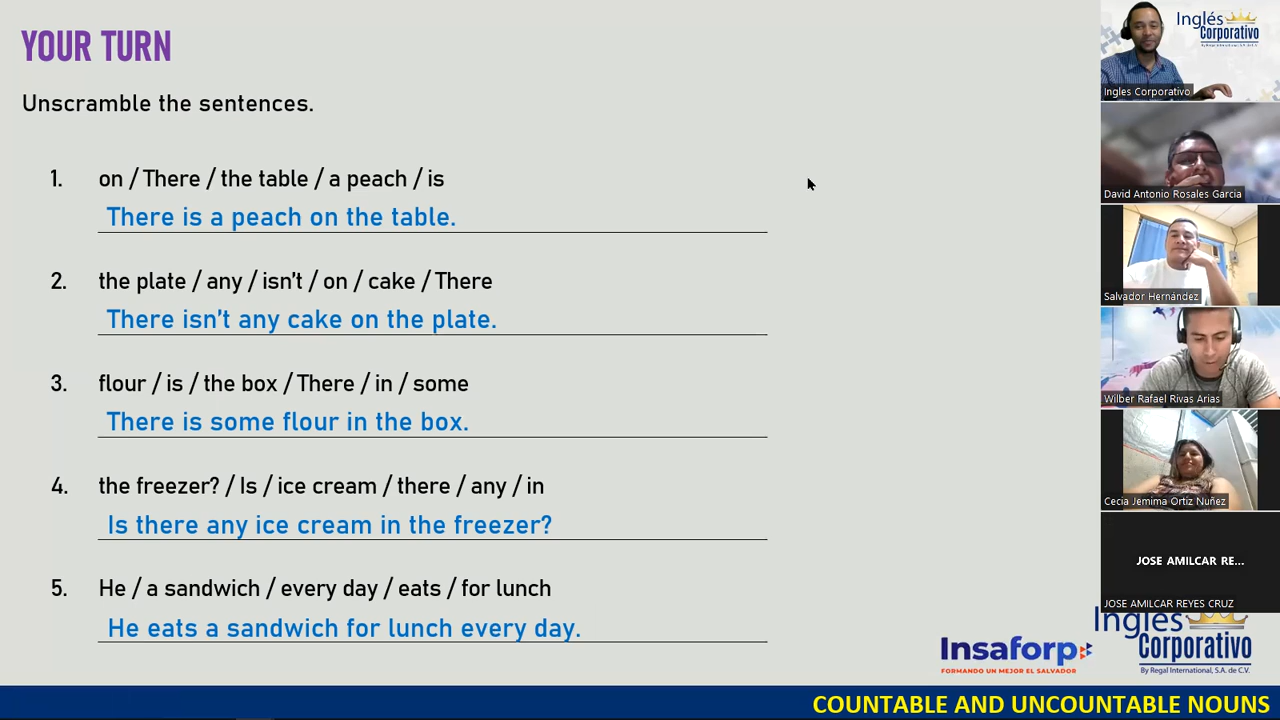 YOUR TURN
Unscramble the sentences.
1. on / There / the table / a peach / is
There is a peach on the table.
2. the plate / any / isn't / on / cake / There
There isn't any cake on the plate.
3. flour / is / the box / There / in / some
There is some flour in the box.
4. the freezer? / Is / ice cream / there / any / in
Is there any ice cream in the freezer?
5. He / a sandwich / every day / eats / for lunch
He eats a sandwich for lunch every day.
Inglés
Corporativo
By Regal International, S.A. de C.V.
Ingles Corporativo
David Antonio Rosales Garcia
Salvador Hernández
Wilber Rafael Rivas Arias
Cecia Jemima Ortiz Nuñez
JOSE AMILCAR RE...
JOSE AMILCAR REYES CRUZ
Insaforp
FORMANDO UN MEJOR EL SALVADOR
Inglés
Corporativo
By Regal International, S.A. de C.V.
COUNTABLE AND UNCOUNTABLE NOUNS